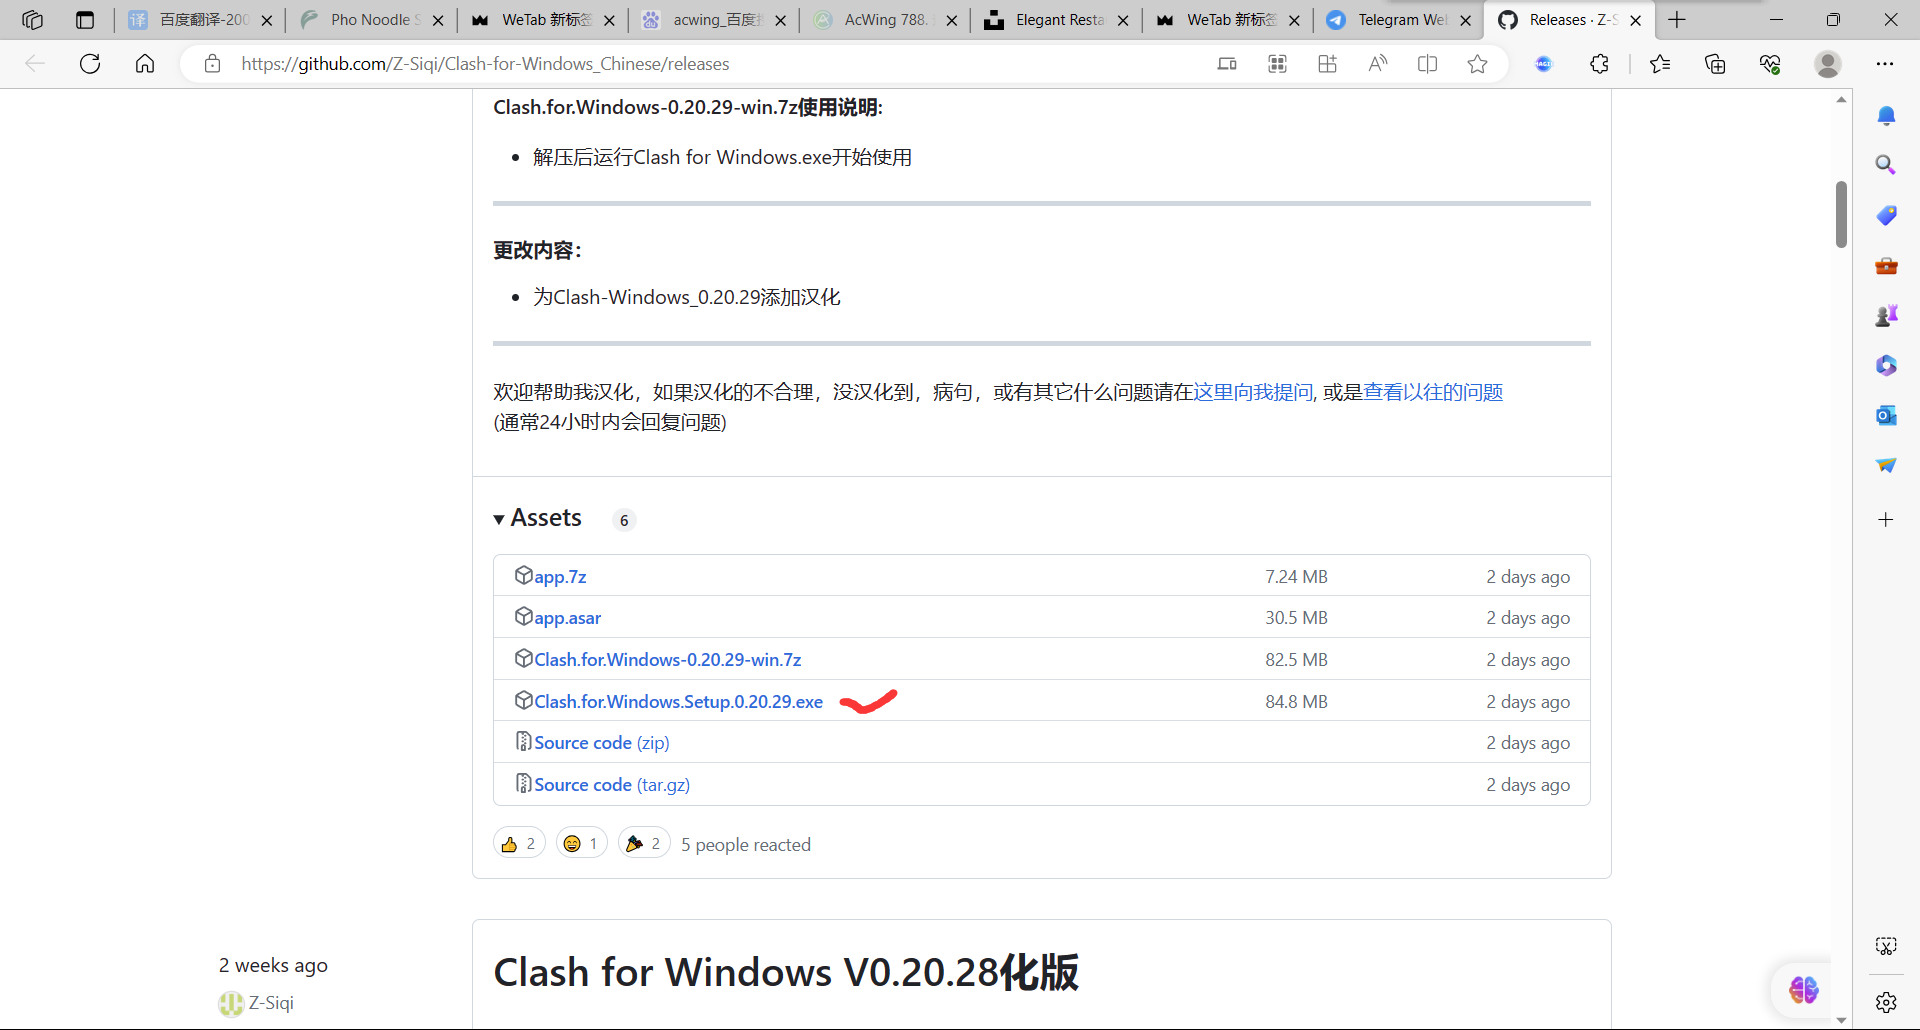 百度翻译-200
Pho Noodle S
WeTab 新标签
acwing_百度搜
AcWing 788.
Elegant Resta
WeTab 新标签
Telegram Web
Releases · Z-S
https://github.com/Z-Siqi/Clash-for-Windows_Chinese/releases
Clash.for.Windows-0.20.29-win.7z使用说明:
解压后运行Clash for Windows.exe开始使用
更改内容：
为Clash-Windows_0.20.29添加汉化
欢迎帮助我汉化，如果汉化的不合理，没汉化到，病句，或有其它什么问题请在这里向我提问, 或是查看以往的问题
(通常24小时内会回复问题)
Assets 6
app.7z 7.24 MB 2 days ago
app.asar 30.5 MB 2 days ago
Clash.for.Windows-0.20.29-win.7z 82.5 MB 2 days ago
Clash.for.Windows.Setup.0.20.29.exe 84.8 MB 2 days ago
Source code (zip) 2 days ago
Source code (tar.gz) 2 days ago
👍 2 😄 1 🎉 2 5 people reacted
2 weeks ago
Z-Siqi
Clash for Windows V0.20.28化版